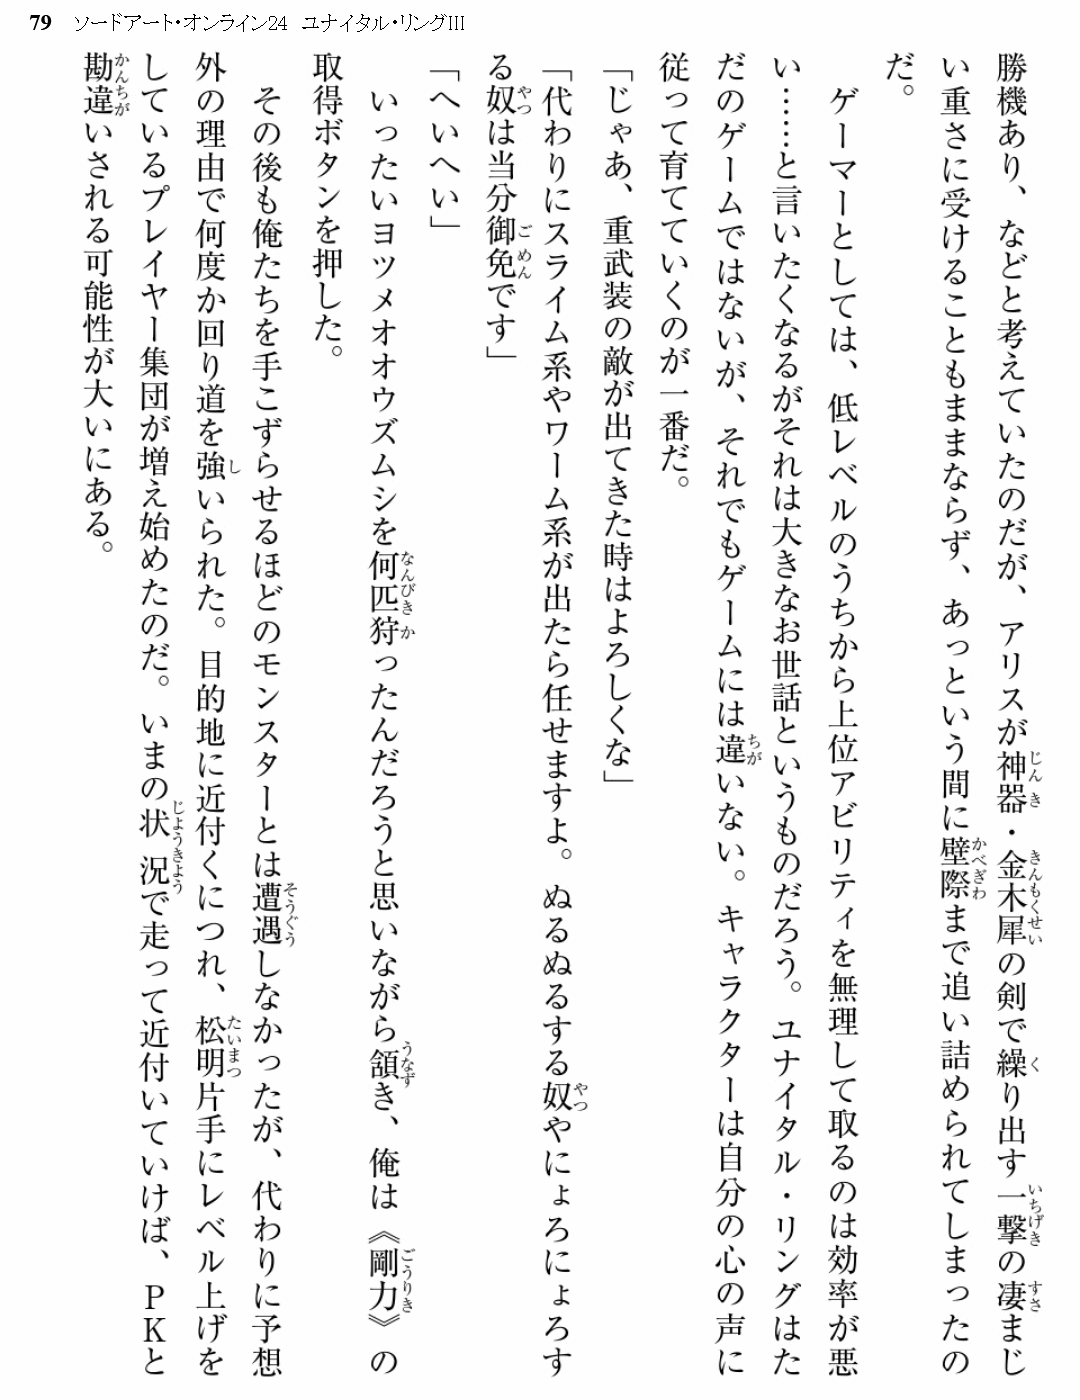 79 ソードアート・オンライン24 ユナイタル・リングIII
勝機あり、などと考えていたのだが、アリスが神器・金木犀の剣で繰り出す一撃の凄まじ
い重さに受けることもままならず、あっという間に壁際まで追い詰められてしまったの
だ。
ゲーマーとしては、低レベルのうちから上位アビリティを無理して取るのは効率が悪
い……と言いたくなるがそれは大きなお世話というものだろう。ユナイタル・リングはた
だのゲームではないが、それでもゲームには違いない。キャラクターは自分の心の声に
従って育てていくのが一番だ。
「じゃあ、重武装の敵が出てきた時はよろしくな」
「代わりにスライム系やワーム系が出たら任せますよ。ぬるぬるする奴やにょろにょろす
る奴は当分御免です」
「へいへい」
いったいヨツメオオウズムシを何匹狩ったんだろうと思いながら頷き、俺は《剛力》の
取得ボタンを押した。
その後も俺たちを手こずらせるほどのモンスターとは遭遇しなかったが、代わりに予想
外の理由で何度か回り道を強いられた。目的地に近付くにつれ、松明片手にレベル上げを
しているプレイヤー集団が増え始めたのだ。いまの状況で走って近付いていけば、PKと
勘違いされる可能性が大いにある。